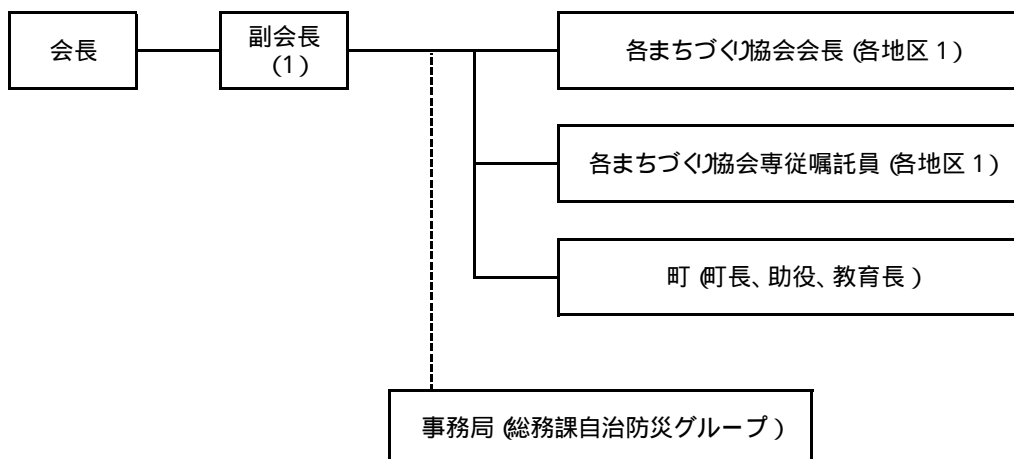 会長
副会長
(1)
各まちづくり協会会長 (各地区1)
各まちづくり協会専従嘱託員 (各地区1)
町 (町長、助役、教育長)
事務局 (総務課自治防災グループ)